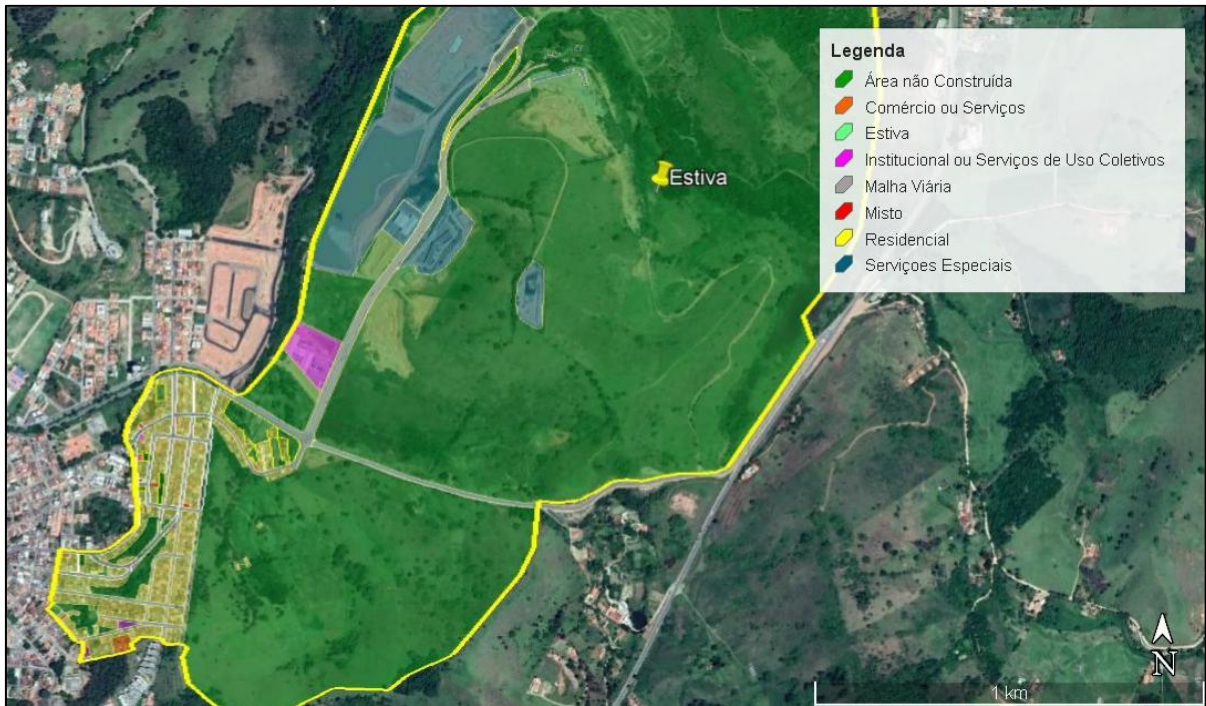 Legenda
Área não Construída
Comércio ou Serviços
Estiva
Institucional ou Serviços de Uso Coletivos
Malha Viária
Misto
Residencial
Serviçoes Especiais
Estiva
N
1 km